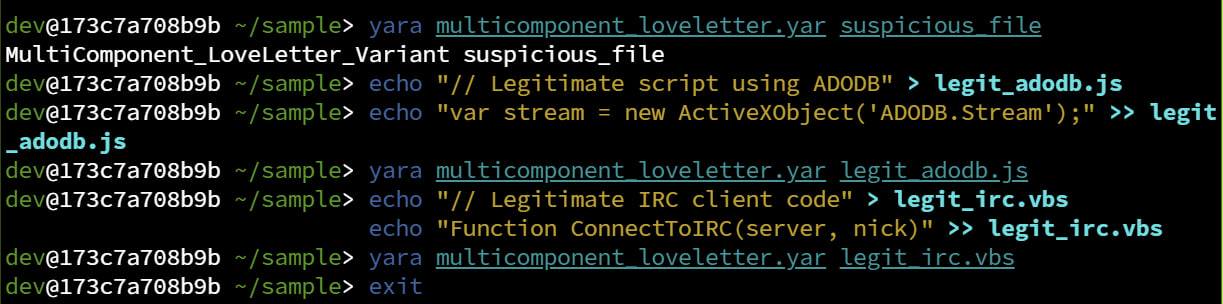 dev@173c7a708b9b ~/sample> yara multicomponent_loveletter.yar suspicious_file
MultiComponent_LoveLetter_Variant suspicious_file
dev@173c7a708b9b ~/sample> echo "// Legitimate script using ADODB" > legit_adodb.js
dev@173c7a708b9b ~/sample> echo "var stream = new ActiveXObject('ADODB.Stream');" >> legit
_adodb.js
dev@173c7a708b9b ~/sample> yara multicomponent_loveletter.yar legit_adodb.js
dev@173c7a708b9b ~/sample> echo "// Legitimate IRC client code" > legit_irc.vbs
echo "Function ConnectToIRC(server, nick)" >> legit_irc.vbs
dev@173c7a708b9b ~/sample> yara multicomponent_loveletter.yar legit_irc.vbs
dev@173c7a708b9b ~/sample> exit